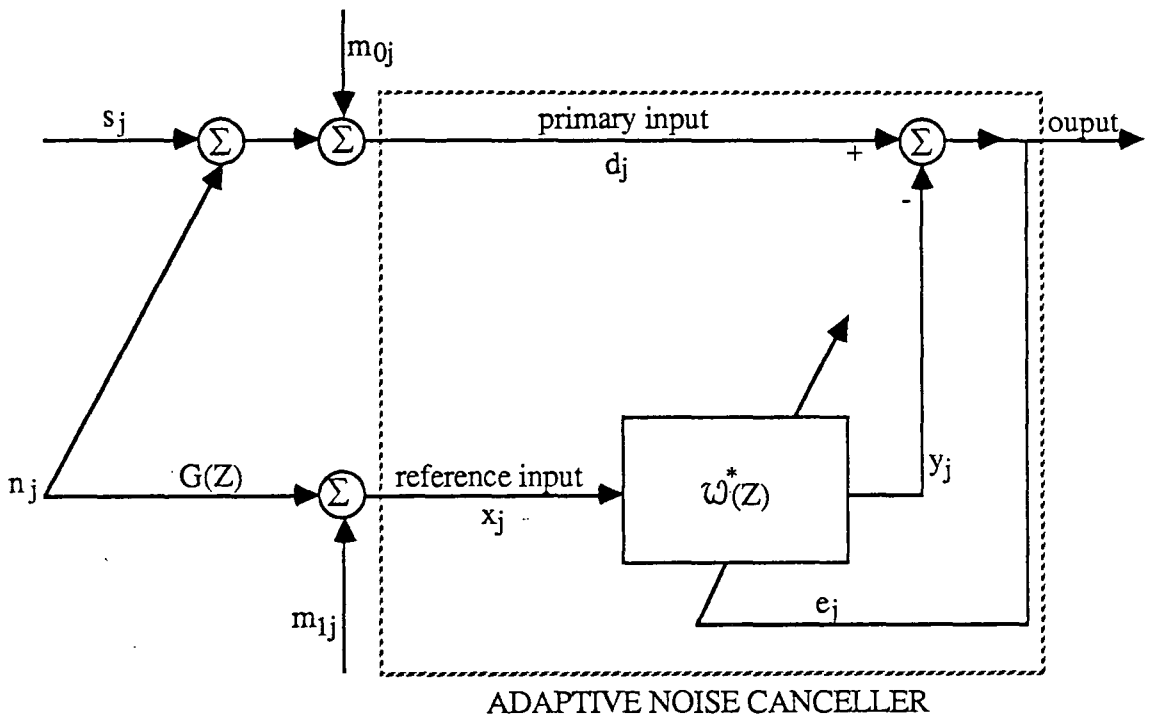 m0j
sj
Σ
Σ
primary input
dj
+
Σ
-
ouput
nj
G(Z)
Σ
reference input
xj
ω*(Z)
yj
m1j
ej
ADAPTIVE NOISE CANCELLER